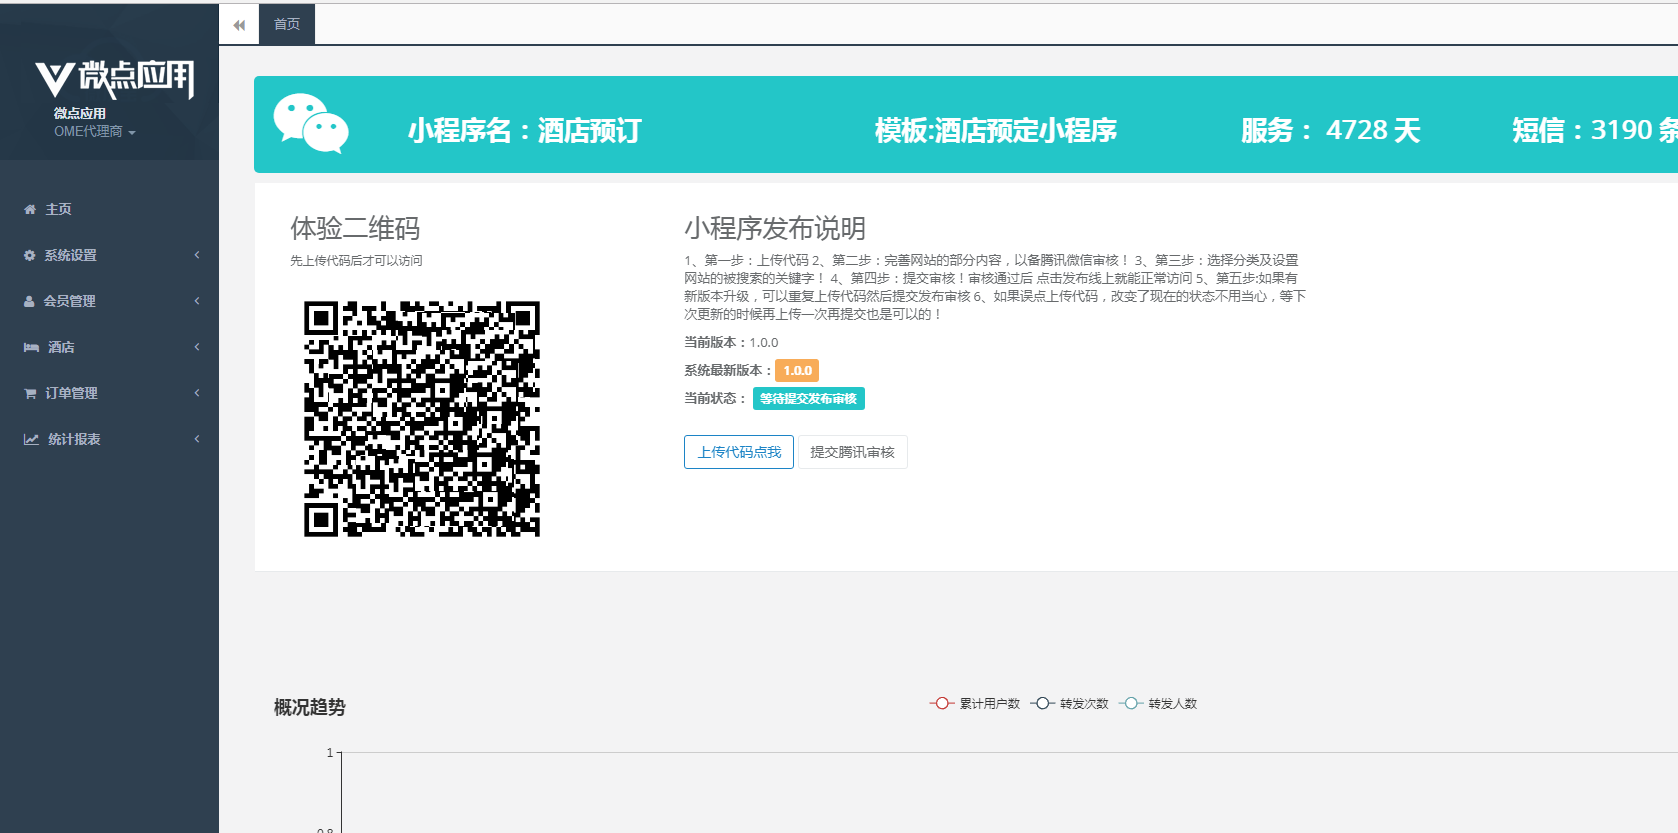 首页
微点应用
微点应用
OME代理商
主页
系统设置
会员管理
酒店
订单管理
统计报表
小程序名：酒店预订
模板:酒店预定小程序
服务： 4728 天
短信：3190 条
体验二维码
先上传代码后才可以访问
小程序发布说明
1、第一步：上传代码 2、第二步：完善网站的部分内容，以备腾讯微信审核！ 3、第三步：选择分类及设置
网站的被搜索的关键字！ 4、第四步：提交审核！审核通过后 点击发布线上就能正常访问 5、第五步:如果有
新版本升级，可以重复上传代码然后提交发布审核 6、如果误点上传代码，改变了现在的状态不用当心，等下
次更新的时候再上传一次再提交也是可以的！
当前版本：1.0.0
系统最新版本：1.0.0
当前状态： 等待提交发布审核
上传代码点我
提交腾讯审核
概况趋势
累计用户数
转发次数
转发人数
1
0.8